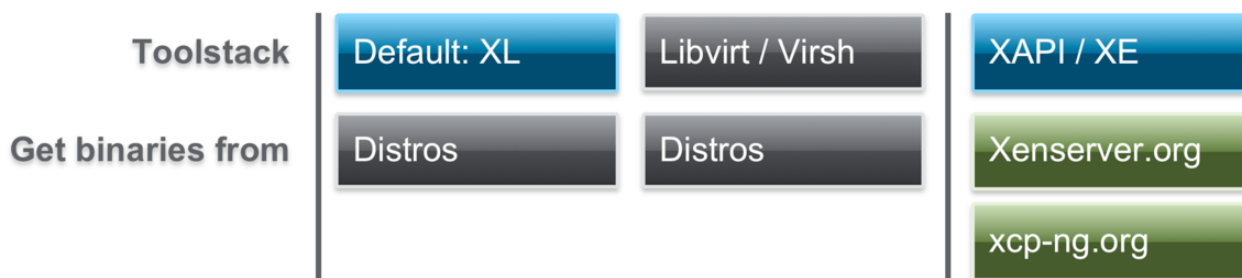 Toolstack
Default: XL
Libvirt / Virsh
XAPI / XE
Get binaries from
Distros
Distros
Xenserver.org
xcp-ng.org